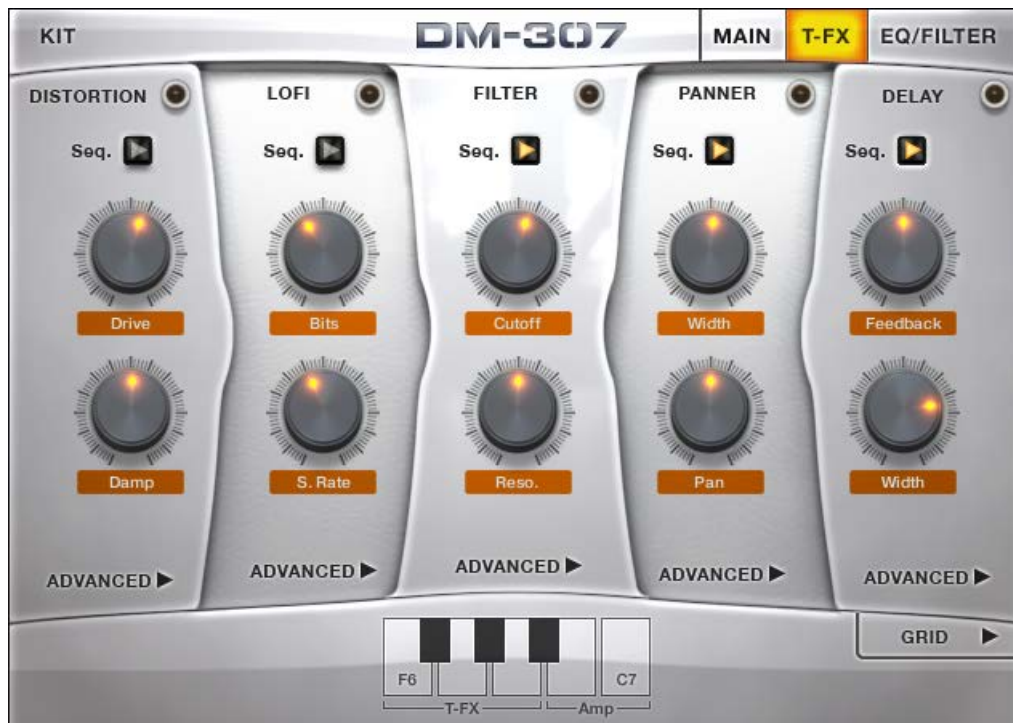 KIT DM-307 MAIN T-FX EQ/FILTER
DISTORTION LOFI FILTER PANNER DELAY
Seq. Seq. Seq. Seq. Seq.
Drive Bits Cutoff Width Feedback
Damp S. Rate Reso. Pan Width
ADVANCED ADVANCED ADVANCED ADVANCED ADVANCED
GRID
F6 C7
T-FX Amp